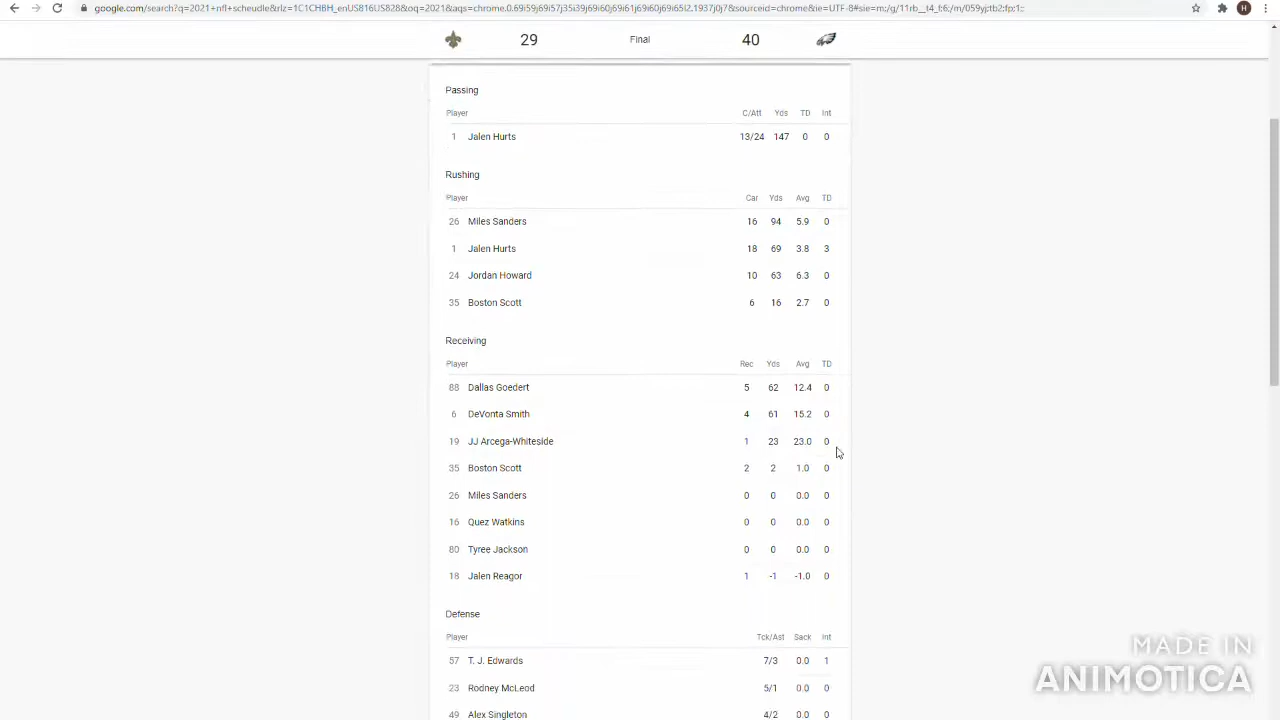 29 Final 40
Passing
Player C/Att Yds TD Int
1 Jalen Hurts 13/24 147 0 0
Rushing
Player Car Yds Avg TD
26 Miles Sanders 16 94 5.9 0
1 Jalen Hurts 18 69 3.8 3
24 Jordan Howard 10 63 6.3 0
35 Boston Scott 6 16 2.7 0
Receiving
Player Rec Yds Avg TD
88 Dallas Goedert 5 62 12.4 0
6 DeVonta Smith 4 61 15.2 0
19 JJ Arcega-Whiteside 1 23 23.0 0
35 Boston Scott 2 2 1.0 0
26 Miles Sanders 0 0 0.0 0
16 Quez Watkins 0 0 0.0 0
80 Tyree Jackson 0 0 0.0 0
18 Jalen Reagor 1 -1 -1.0 0
Defense
Player Tck/Ast Sack Int
57 T. J. Edwards 7/3 0.0 1
23 Rodney McLeod 5/1 0.0 0
49 Alex Singleton 4/2 0.0 0
MADE IN
ANIMOTICA